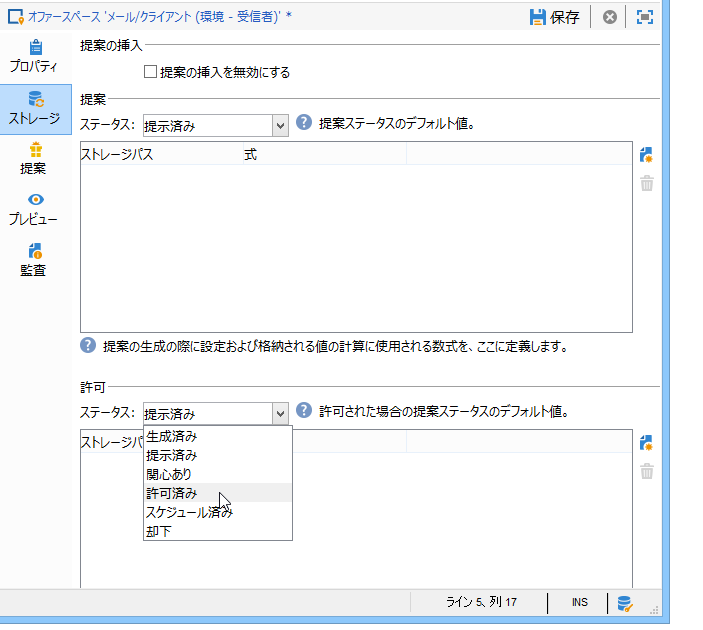 オファースペース 'メール/クライアント (環境 - 受信者)' *
保存
プロパティ
ストレージ
提案
プレビュー
監査
提案の挿入
提案の挿入を無効にする
提案
ステータス: 提示済み
提案ステータスのデフォルト値。
ストレージパス 式
提案の生成の際に設定および格納される値の計算に使用される数式を、ここに定義します。
許可
ステータス: 提示済み
許可された場合の提案ステータスのデフォルト値。
ストレージパ
生成済み
提示済み
関心あり
許可済み
スケジュール済み
却下
ライン 5、列 17
INS